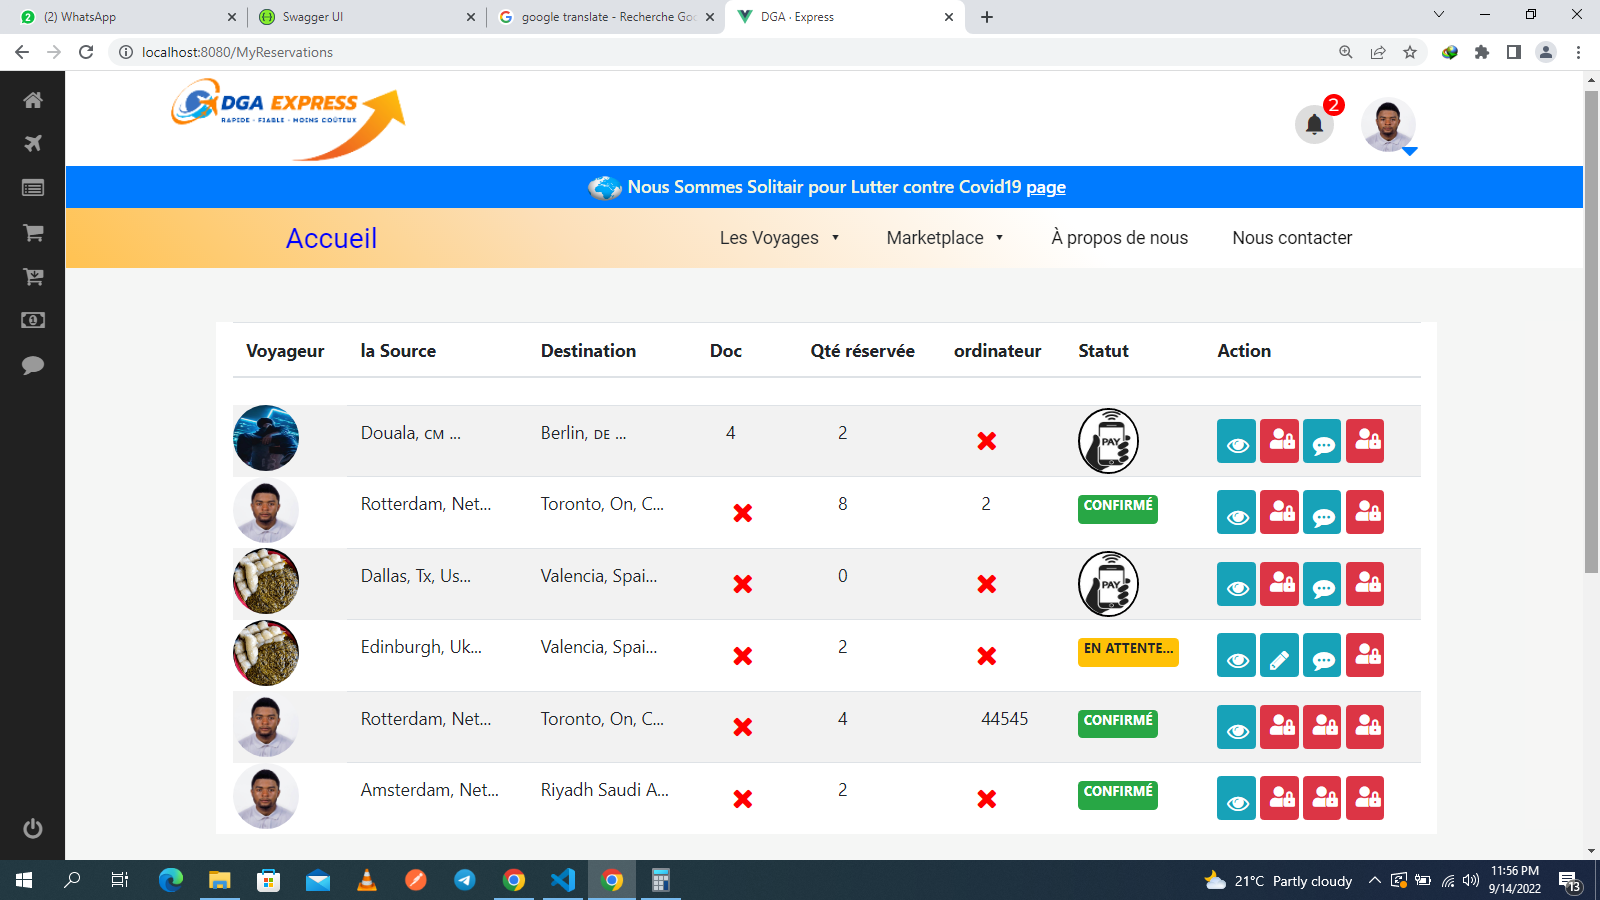 (2) WhatsApp
Swagger UI
google translate - Recherche Goo
DGA · Express
localhost:8080/MyReservations
DGA EXPRESS
RAPIDE - FIABLE - MOINS COÛTEUX
2
Nous Sommes Solitair pour Lutter contre Covid19 page
Accueil Les Voyages Marketplace À propos de nous Nous contacter
Voyageur la Source Destination Doc Qté réservée ordinateur Statut Action
Douala, CM ... Berlin, DE ... 4 2 PAY
Rotterdam, Net... Toronto, On, C... 8 2 CONFIRMÉ
Dallas, Tx, Us... Valencia, Spai... 0 PAY
Edinburgh, Uk... Valencia, Spai... 2 EN ATTENTE...
Rotterdam, Net... Toronto, On, C... 4 44545 CONFIRMÉ
Amsterdam, Net... Riyadh Saudi A... 2 CONFIRMÉ
21°C Partly cloudy
11:56 PM
9/14/2022
13